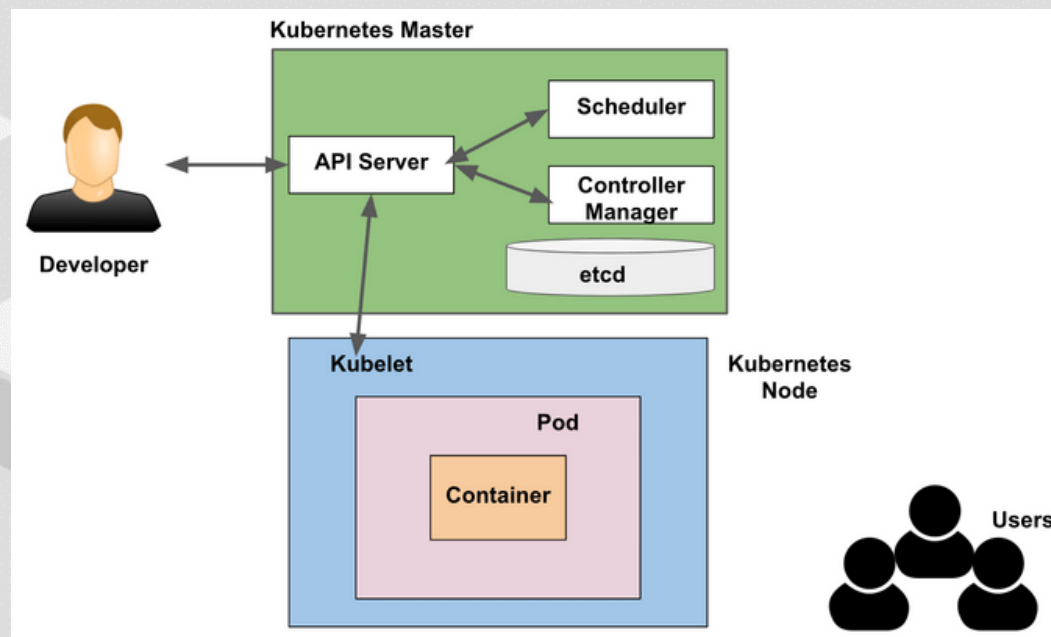 Kubernetes Master
Scheduler
API Server
Controller
Manager
Developer
etcd
Kubelet
Kubernetes
Node
Pod
Container
Users